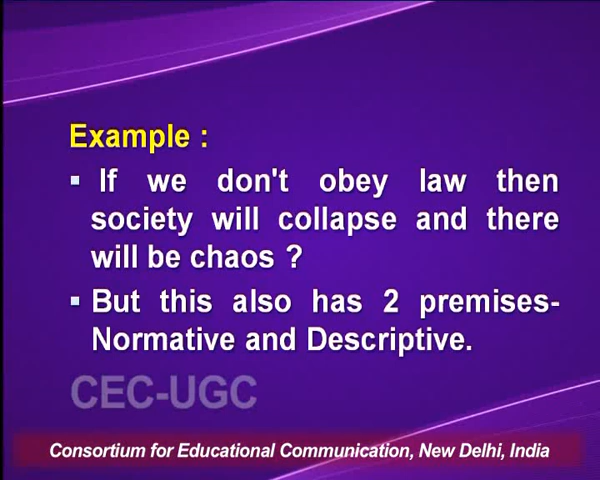 Example :
▪ If we don't obey law then
society will collapse and there
will be chaos ?
▪ But this also has 2 premises-
Normative and Descriptive.
CEC-UGC
Consortium for Educational Communication, New Delhi, India